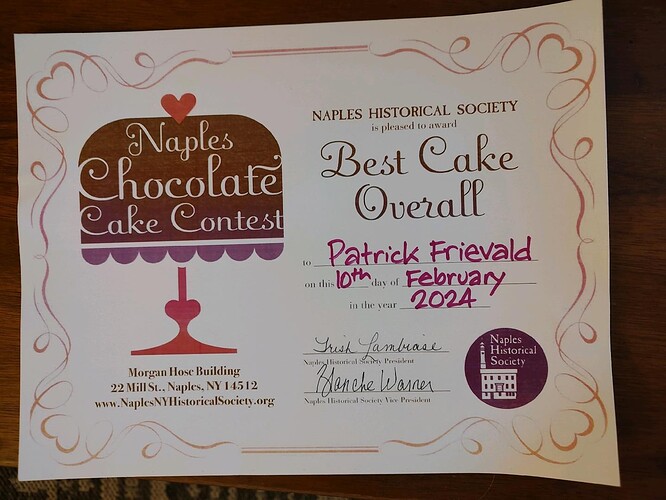 Naples
Chocolate
Cake Contest
Morgan Hose Building
22 Mill St., Naples, NY 14512
www.NaplesNYHistoricalSociety.org
NAPLES HISTORICAL SOCIETY
is pleased to award
Best Cake
Overall
to Patrick Frievald
on this 10th day of February
in the year 2024
Trish Lambiase
Naples Historical Society President
Blanche Warner
Naples Historical Society Vice President
Naples
Historical
Society